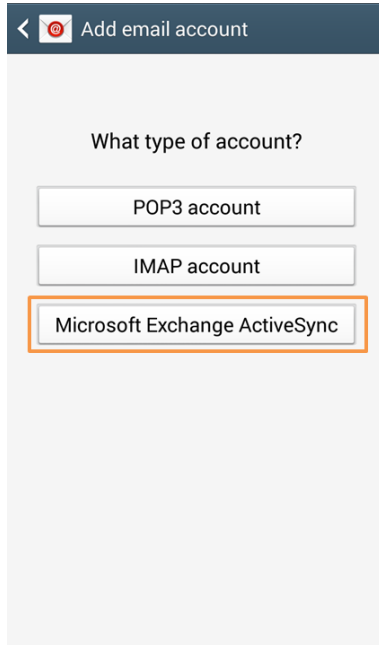 Add email account
What type of account?
POP3 account
IMAP account
Microsoft Exchange ActiveSync